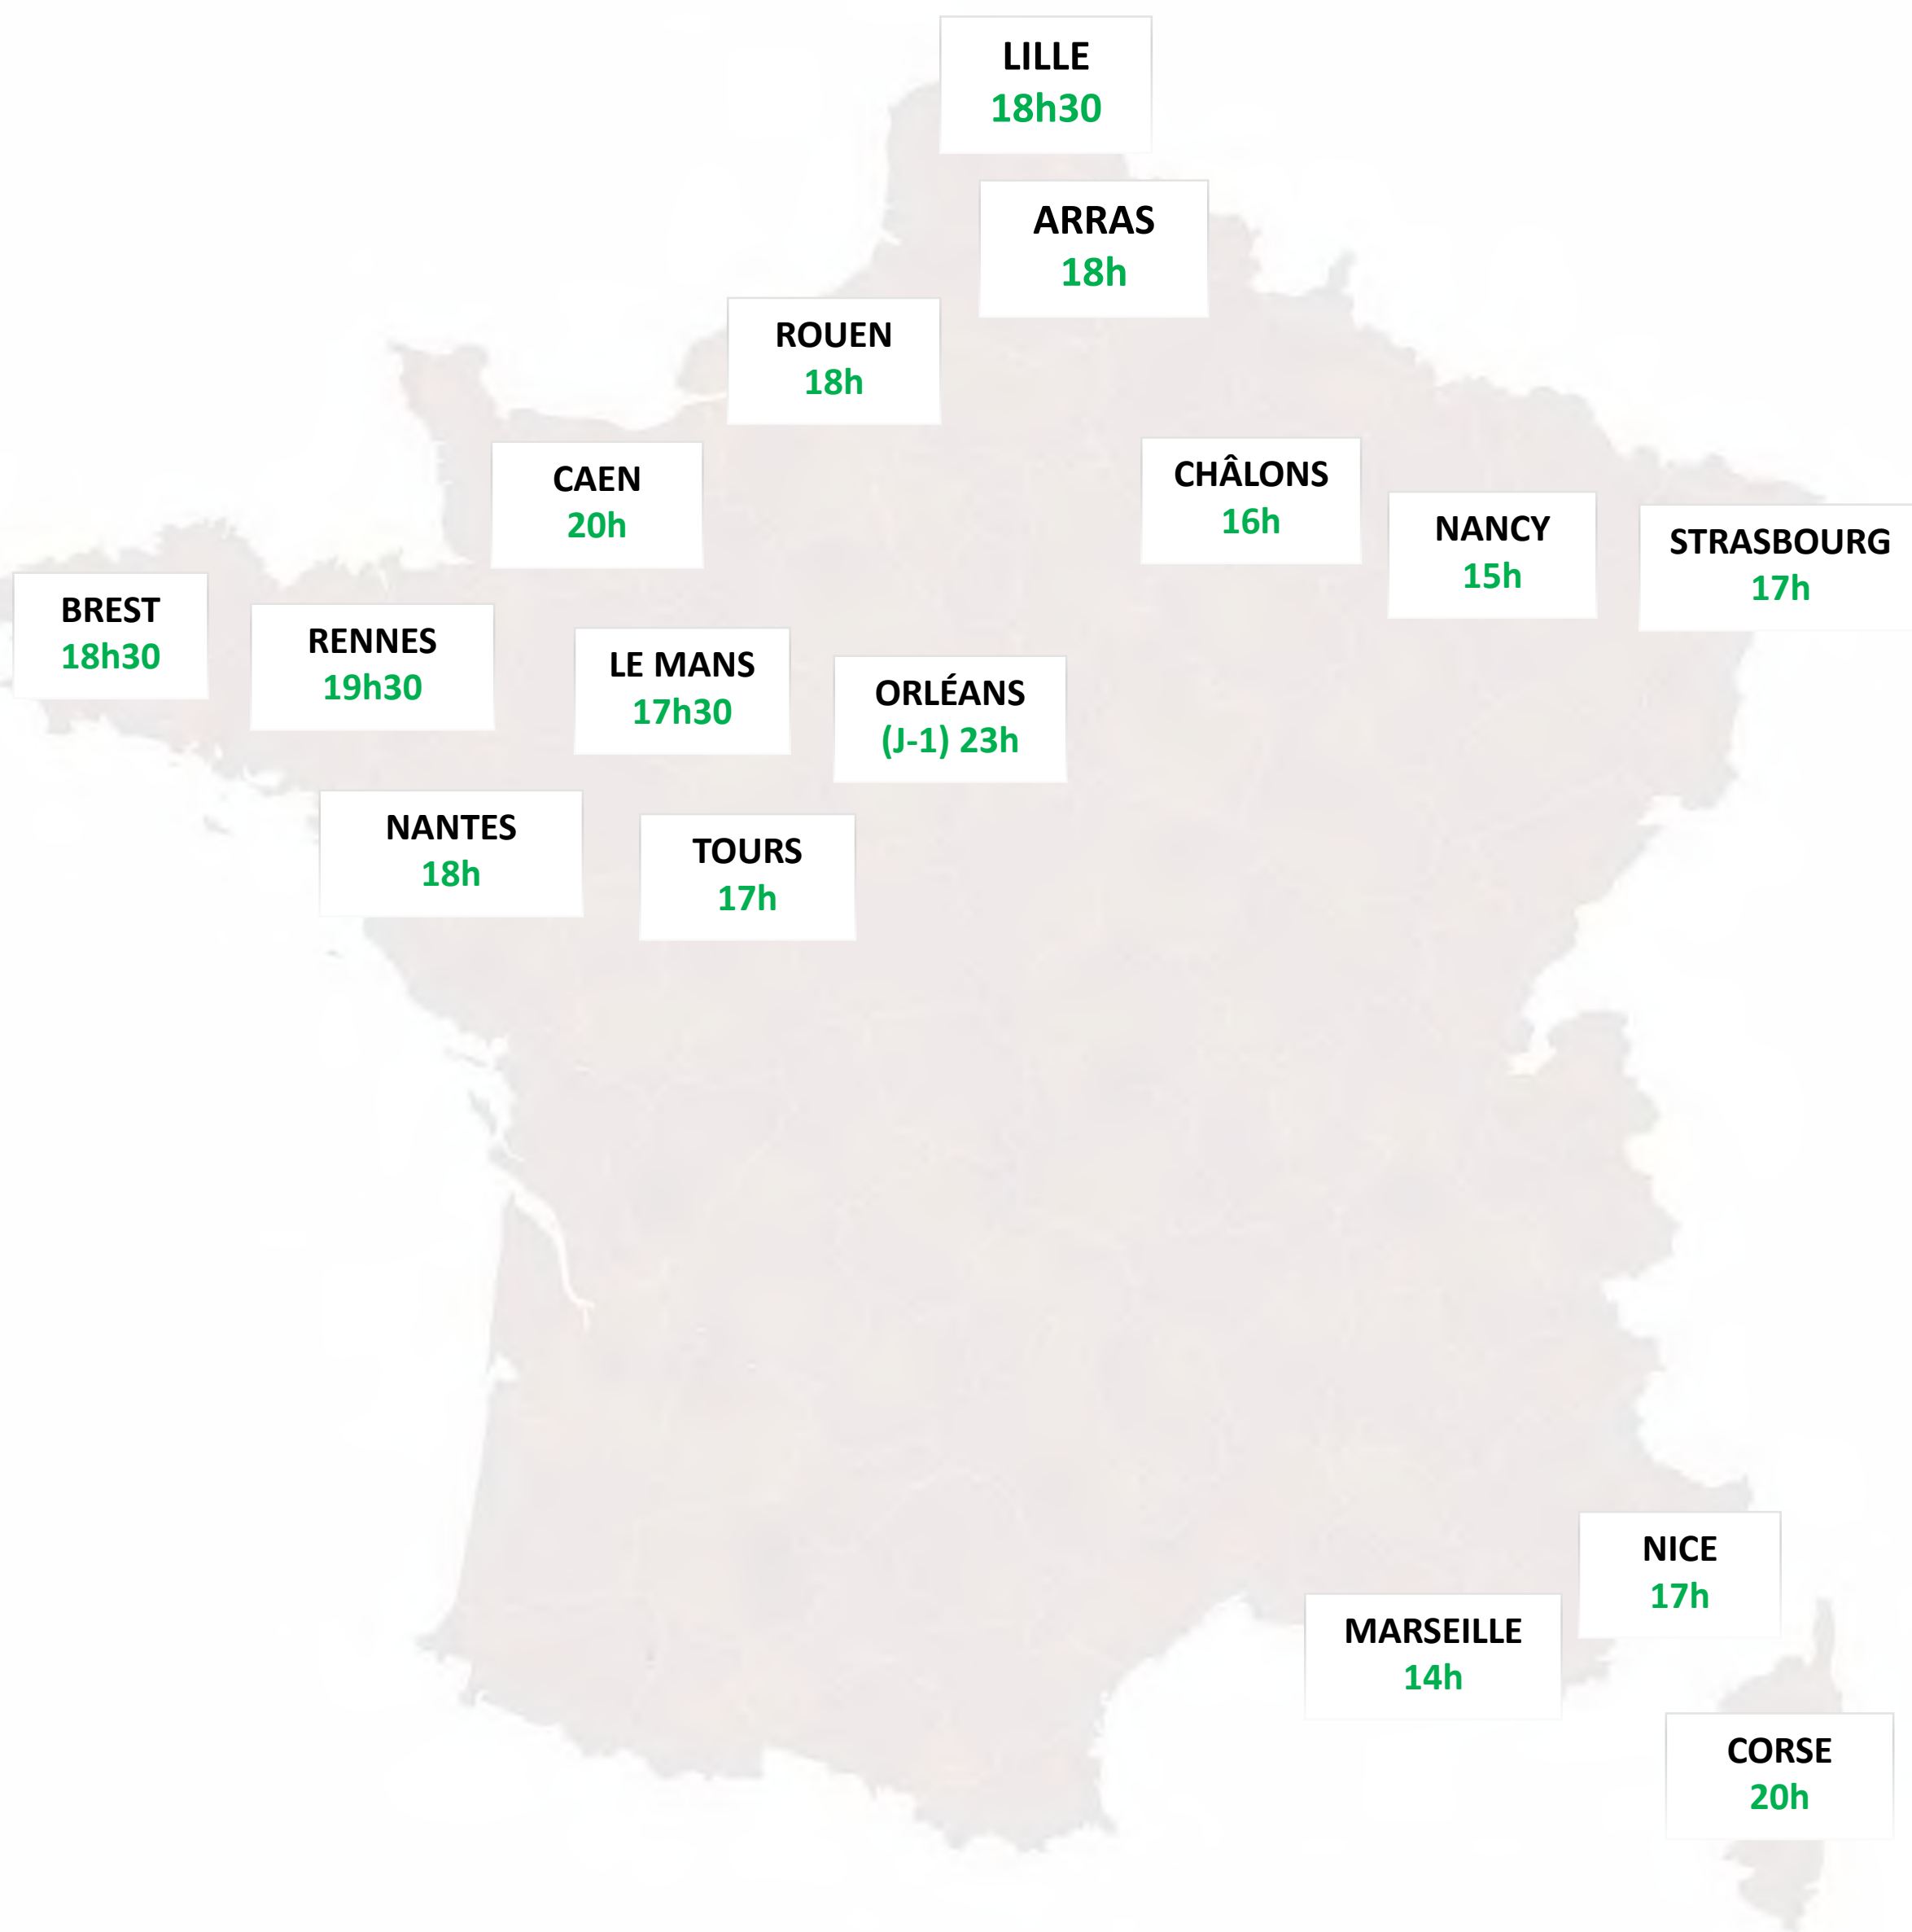 LILLE
18h30
ARRAS
18h
ROUEN
18h
CAEN
20h
CHÂLONS
16h
NANCY
15h
STRASBOURG
17h
BREST
18h30
RENNES
19h30
LE MANS
17h30
ORLÉANS
(J-1) 23h
NANTES
18h
TOURS
17h
NICE
17h
MARSEILLE
14h
CORSE
20h